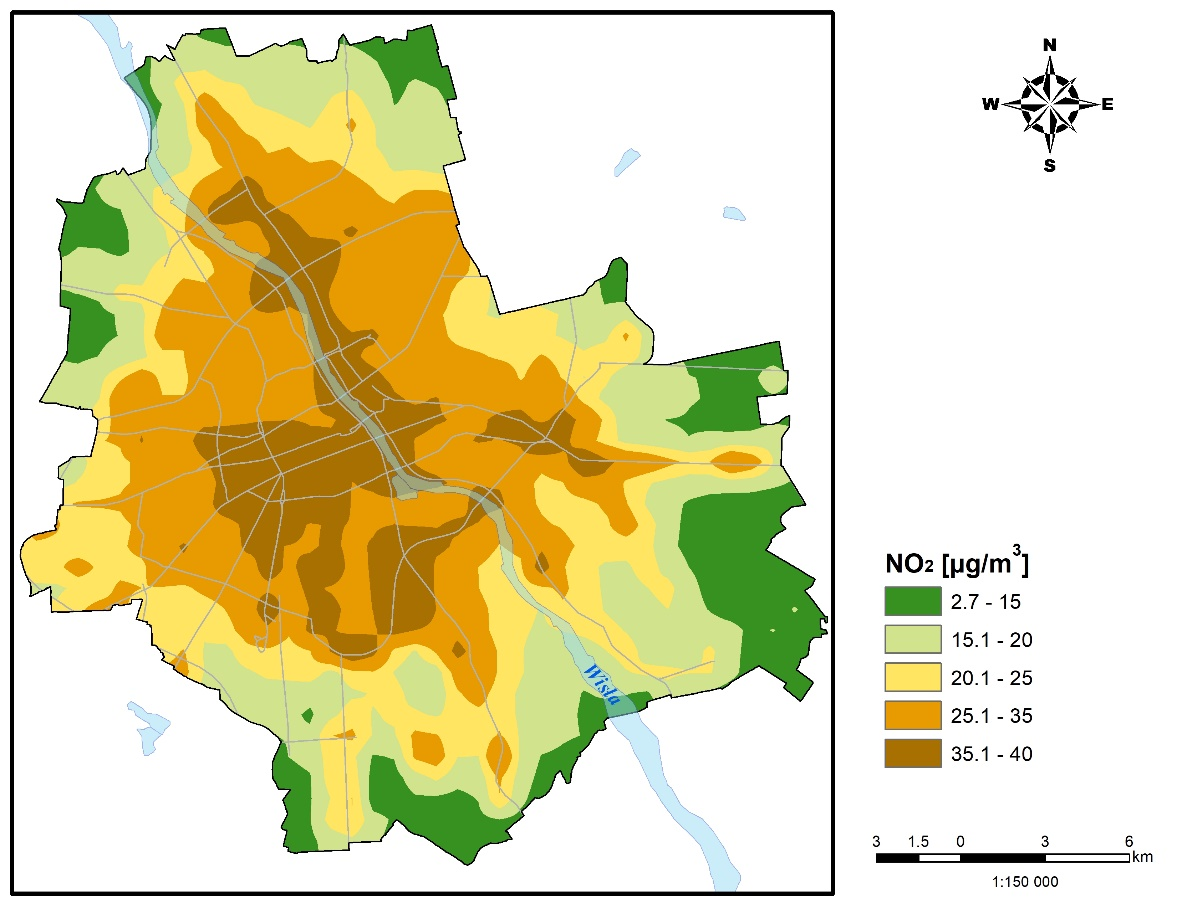 N
W E
S
Wisła
NO₂ [µg/m³]
2.7 - 15
15.1 - 20
20.1 - 25
25.1 - 35
35.1 - 40
3 1.5 0 3 6
km
1:150 000